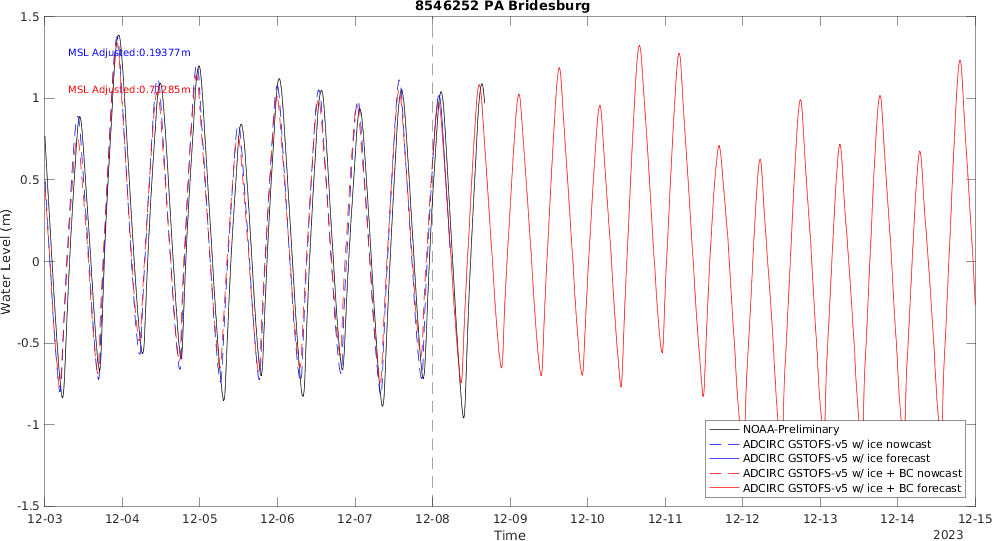 8546252 PA Bridesburg
1.5
1
0.5
0
-0.5
-1
-1.5
Water Level (m)
MSL Adjusted:0.19377m
MSL
NOAA-Preliminary
ADCIRC GSTOFS-v5 w/ ice nowcast
ADCIRC GSTOFS-v5 w/ ice forecast
ADCIRC GSTOFS-v5 w/ ice + BC nowcast
ADCIRC GSTOFS-v5 w/ ice + BC forecast
12-03 12-04 12-05 12-06 12-07 12-08 12-09 12-10 12-11 12-12 12-13 12-14 12-15
Time
2023